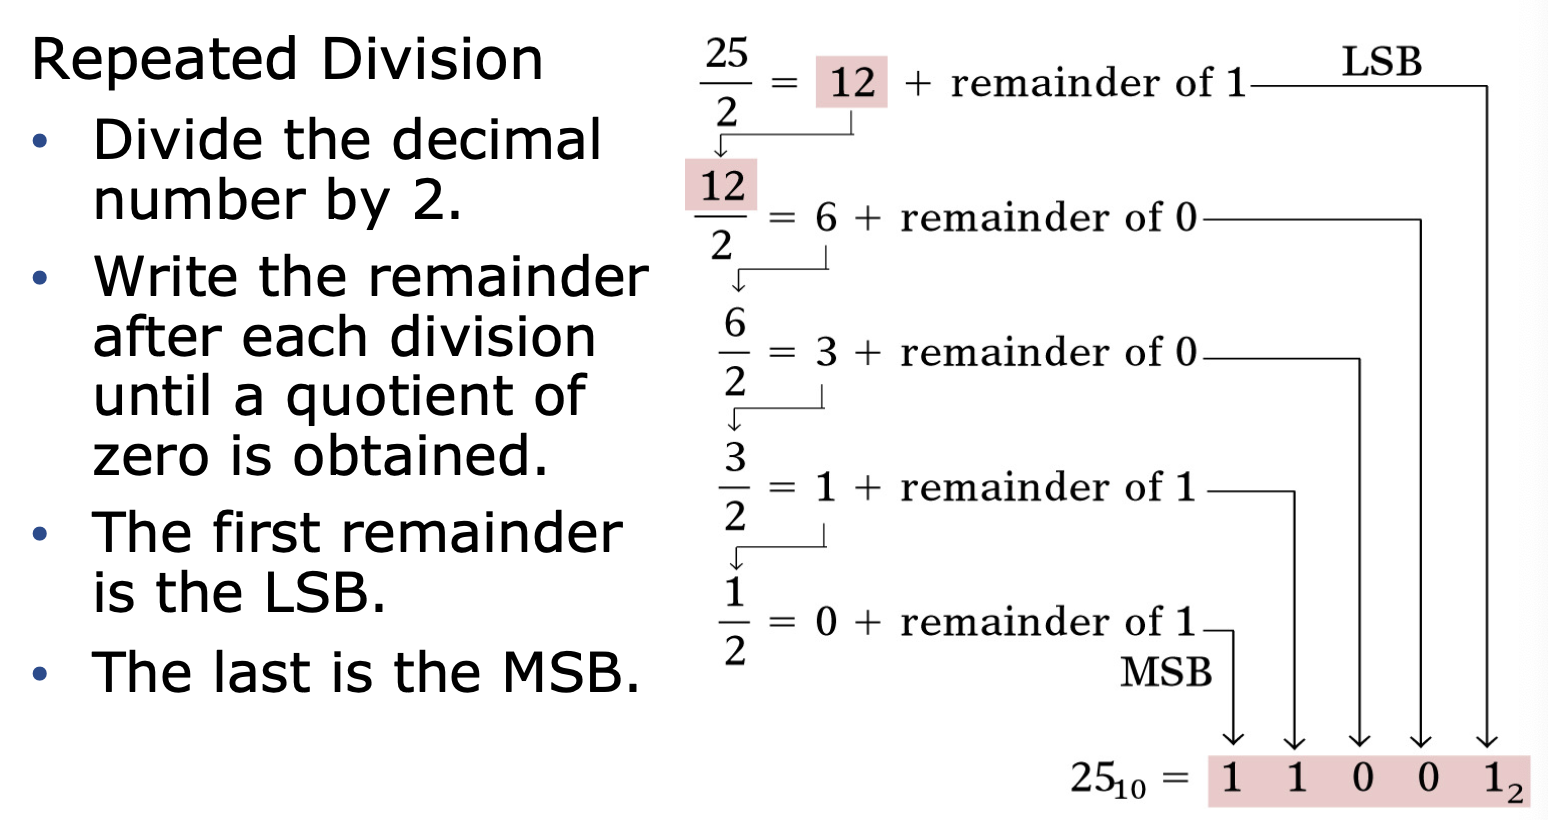 Repeated Division
• Divide the decimal
number by 2.
• Write the remainder
after each division
until a quotient of
zero is obtained.
• The first remainder
is the LSB.
• The last is the MSB.
25/2 = 12 + remainder of 1 LSB
12/2 = 6 + remainder of 0
6/2 = 3 + remainder of 0
3/2 = 1 + remainder of 1
1/2 = 0 + remainder of 1
MSB
25₁₀ = 1 1 0 0 1₂